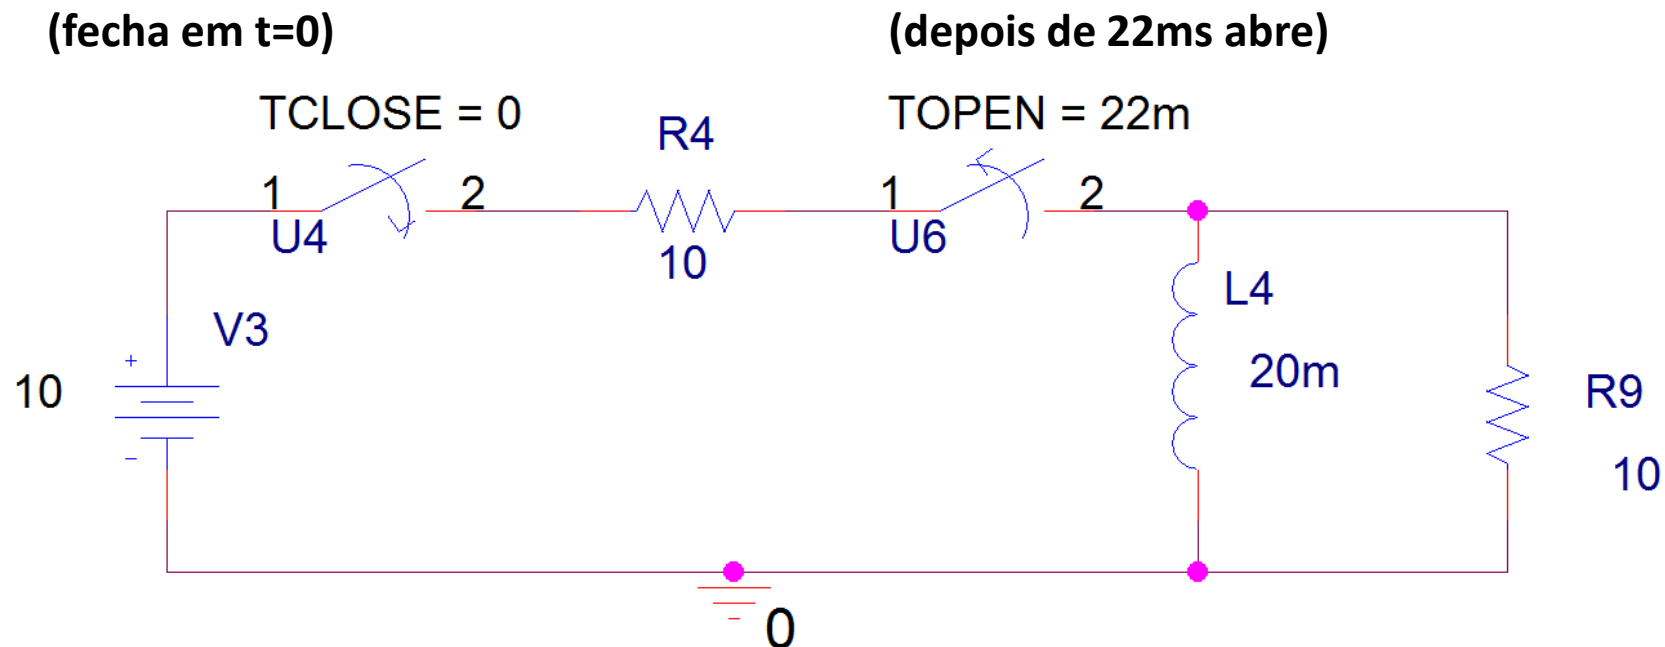 (fecha em t=0) (depois de 22ms abre)
TCLOSE = 0 TOPEN = 22m
R4
1 2 1 2
U4 U6
10
L4
V3
+
20m
10 R9
-
10
0